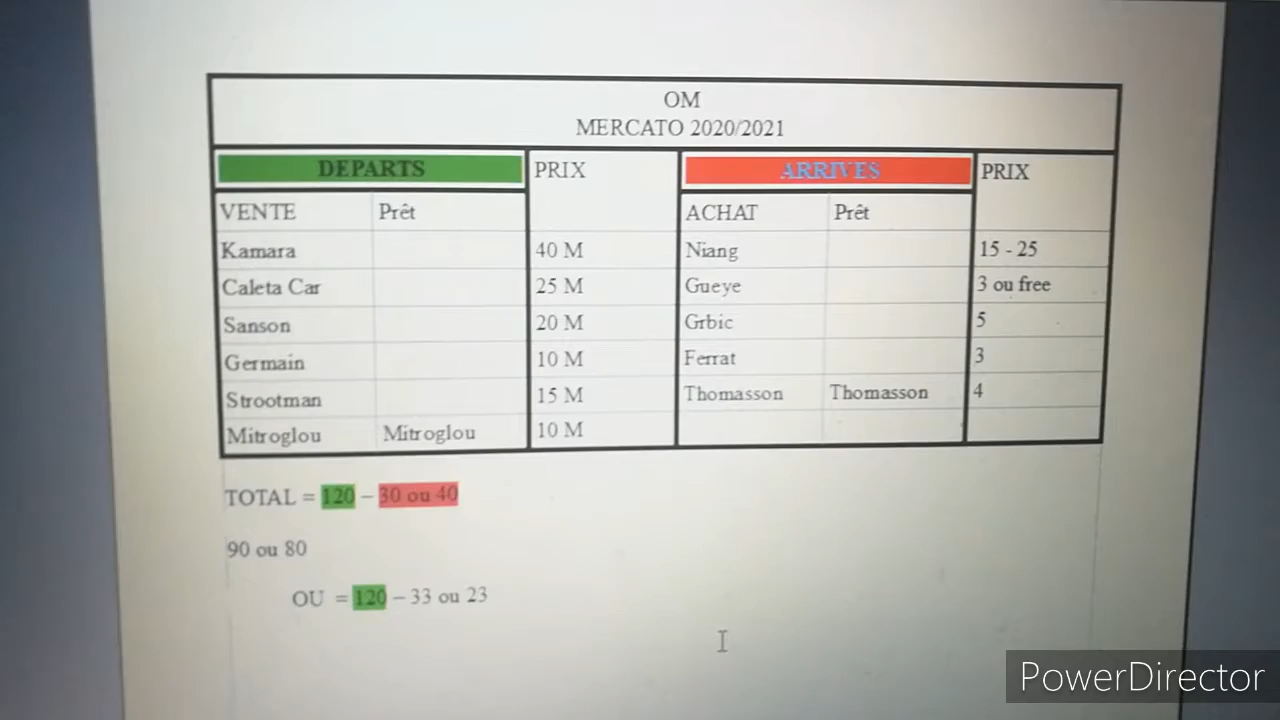 OM
MERCATO 2020/2021
DEPARTS PRIX ARRIVES PRIX
VENTE Prêt ACHAT Prêt
Kamara 40 M Niang 15 - 25
Caleta Car 25 M Gueye 3 ou free
Sanson 20 M Grbic 5
Germain 10 M Ferrat 3
Strootman 15 M Thomasson Thomasson 4
Mitroglou Mitroglou 10 M
TOTAL = 120 – 30 ou 40
90 ou 80
OU = 120 – 33 ou 23
PowerDirector